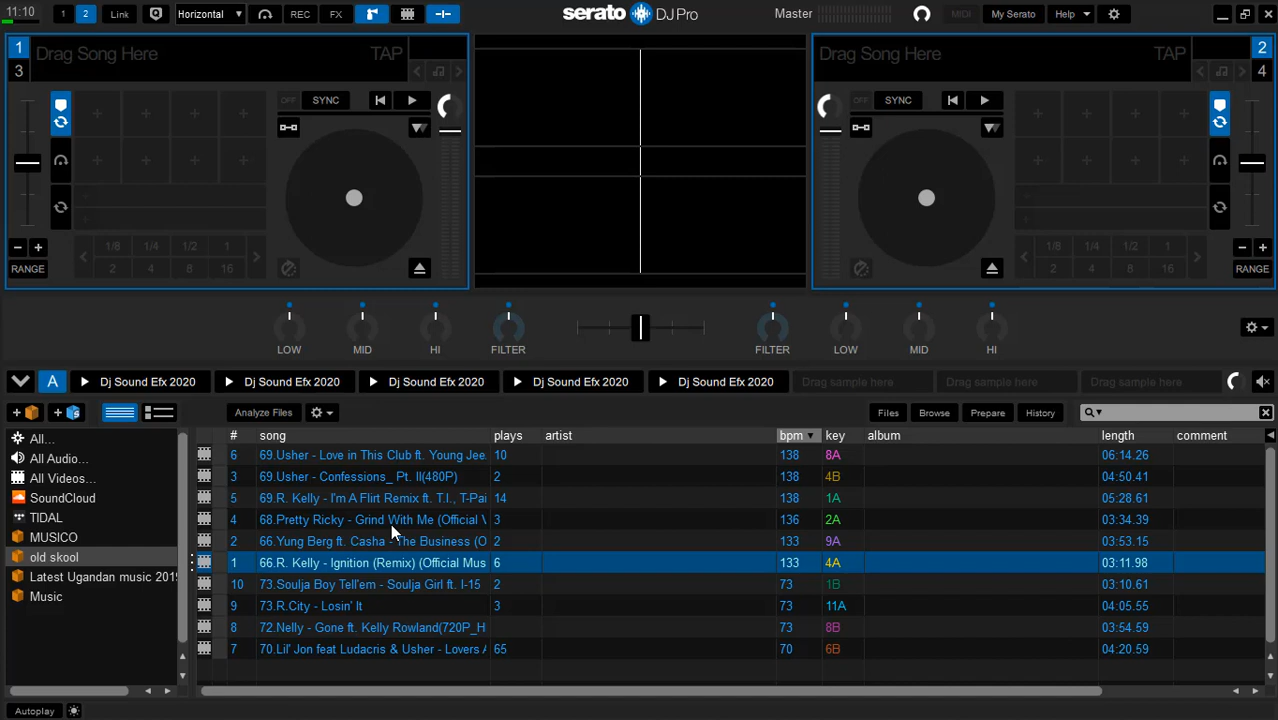 11:10 1 2 Link Horizontal REC FX serato DJ Pro Master MIDI My Serato Help
1 Drag Song Here TAP
3
OFF SYNC
1/8 1/4 1/2 1
2 4 8 16
RANGE
Drag Song Here TAP 2
4
OFF SYNC
1/8 1/4 1/2 1
2 4 8 16
RANGE
LOW MID HI FILTER FILTER LOW MID HI
A Dj Sound Efx 2020 Dj Sound Efx 2020 Dj Sound Efx 2020 Dj Sound Efx 2020 Dj Sound Efx 2020 Drag sample here Drag sample here Drag sample here
Analyze Files Files Browse Prepare History
All...
All Audio...
All Videos...
SoundCloud
TIDAL
MUSICO
old skool
Latest Ugandan music 2019
Music
# song plays artist bpm key album length comment
6 69.Usher - Love in This Club ft. Young Jee 10 138 8A 06:14.26
3 69.Usher - Confessions_ Pt. II(480P) 2 138 4B 04:50.41
5 69.R. Kelly - I'm A Flirt Remix ft. T.I., T-Pai 14 138 1A 05:28.61
4 68.Pretty Ricky - Grind With Me (Official V 3 136 2A 03:34.39
2 66.Yung Berg ft. Casha - The Business (O 133 9A 03:53.15
1 66.R. Kelly - Ignition (Remix) (Official Mus 6 133 4A 03:11.98
10 73.Soulja Boy Tell'em - Soulja Girl ft. I-15 2 73 1B 03:10.61
9 73.R.City - Losin' It 3 73 11A 04:05.55
8 72.Nelly - Gone ft. Kelly Rowland(720P_H 73 8B 03:54.59
7 70.Lil' Jon feat Ludacris & Usher - Lovers A 65 70 6B 04:20.59
Autoplay